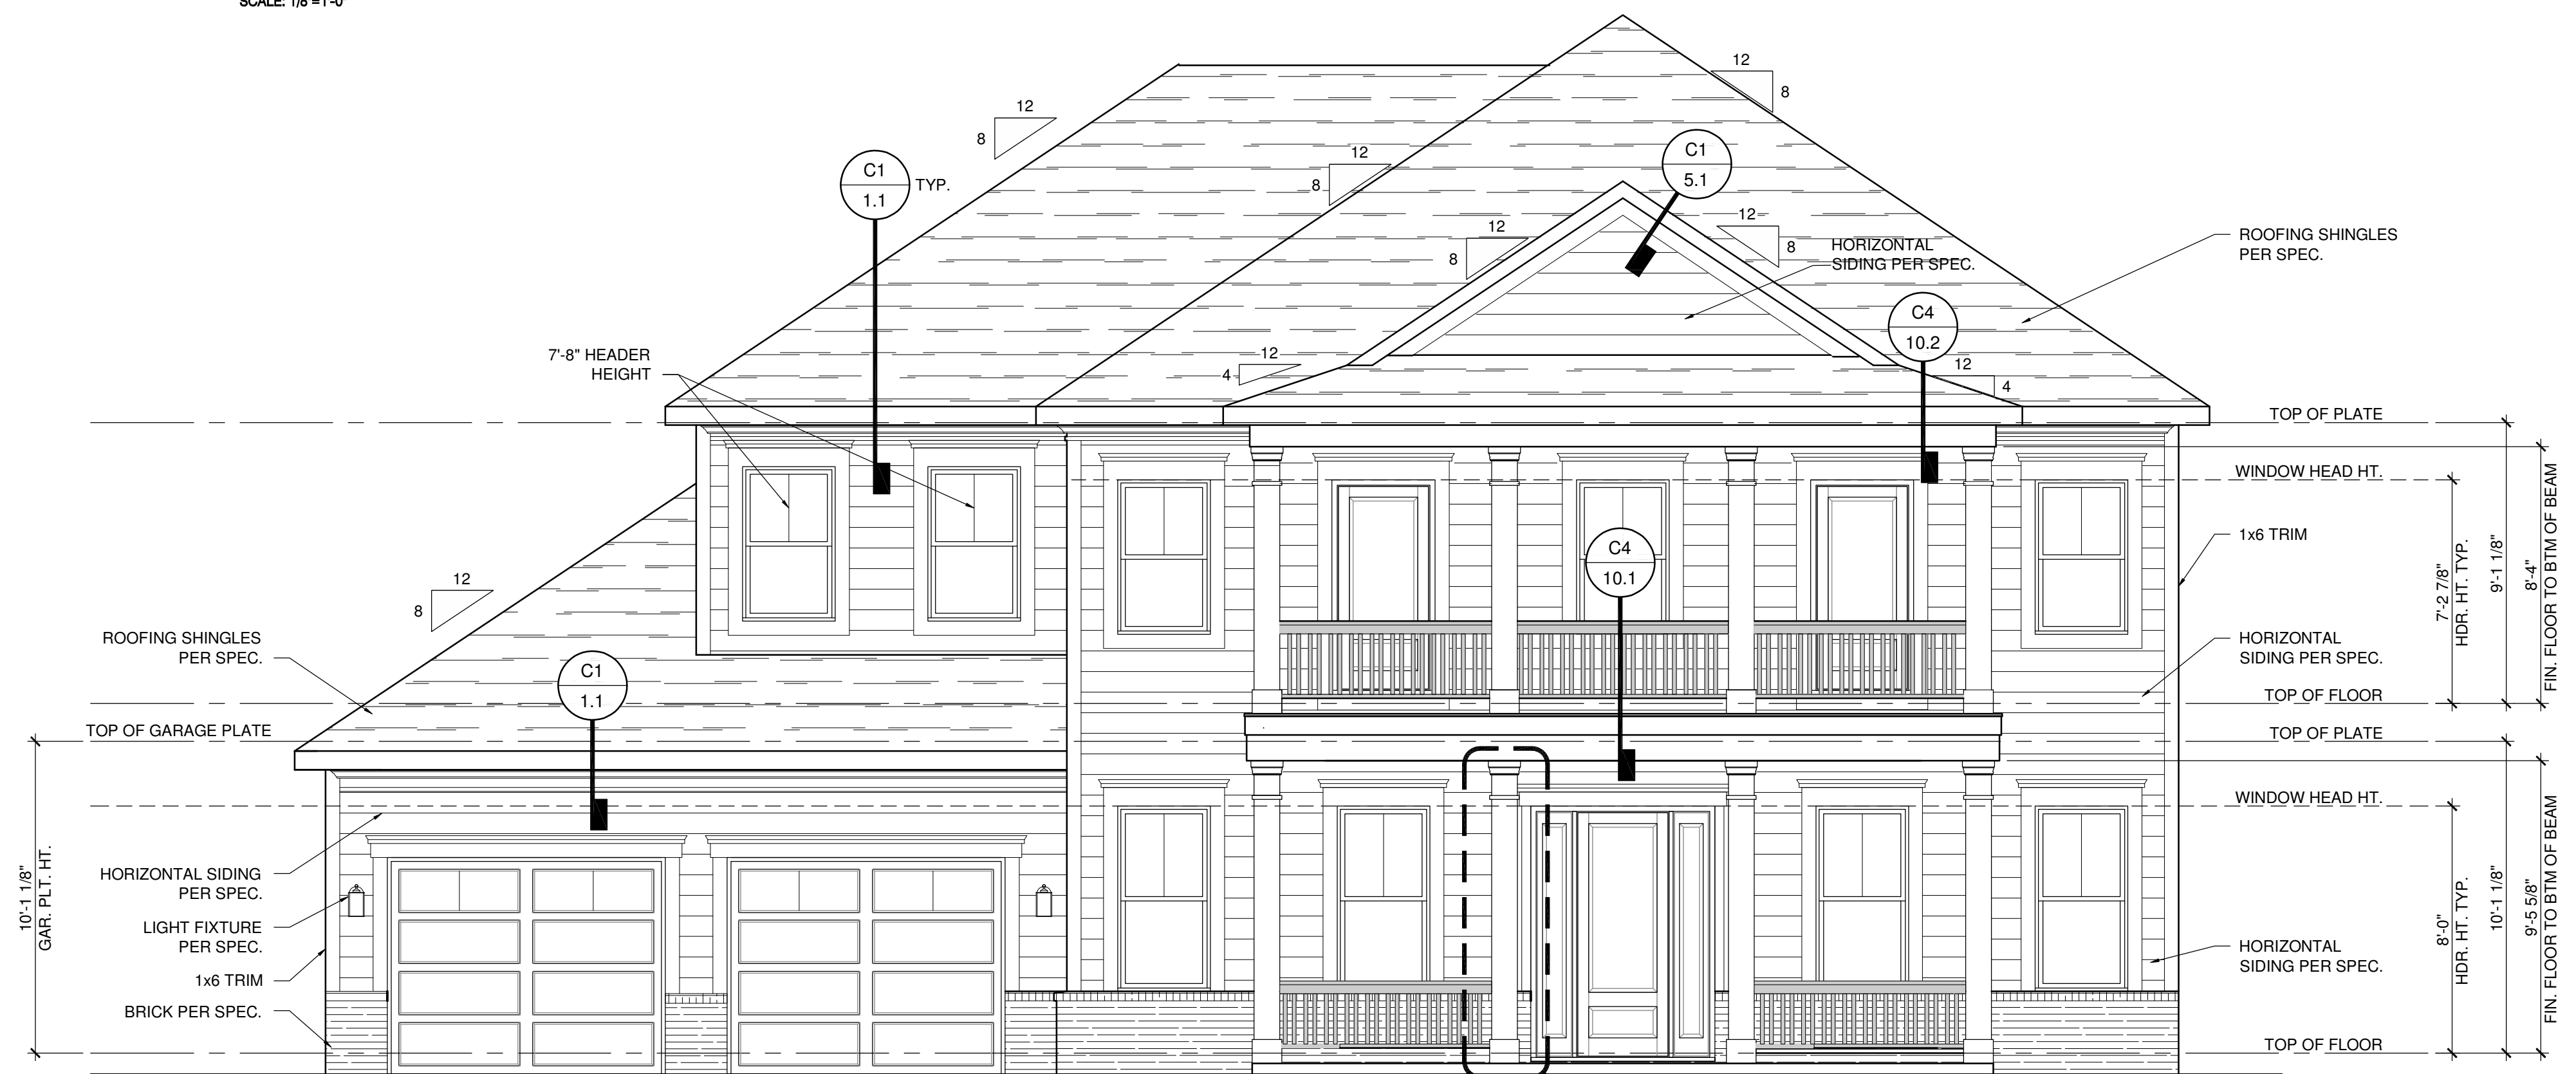 SCALE: 1/8"=1'-0"
12
8
12
8
C1
5.1
12
8
C1
1.1
TYP.
12
8
12
8
HORIZONTAL
SIDING PER SPEC.
ROOFING SHINGLES
PER SPEC.
C4
10.2
7'-8" HEADER
HEIGHT
12
4
12
4
TOP OF PLATE
WINDOW HEAD HT.
1x6 TRIM
7'-2 7/8"
HDR. HT. TYP.
9'-1 1/8"
8'-4"
FIN. FLOOR TO BTM OF BEAM
C4
10.1
12
8
ROOFING SHINGLES
PER SPEC.
C1
1.1
HORIZONTAL
SIDING PER SPEC.
TOP OF FLOOR
TOP OF GARAGE PLATE
TOP OF PLATE
WINDOW HEAD HT.
10'-1 1/8"
GAR. PLT. HT.
HORIZONTAL SIDING
PER SPEC.
LIGHT FIXTURE
PER SPEC.
1x6 TRIM
BRICK PER SPEC.
8'-0"
HDR. HT. TYP.
10'-1 1/8"
9'-5 5/8"
FIN. FLOOR TO BTM OF BEAM
HORIZONTAL
SIDING PER SPEC.
TOP OF FLOOR